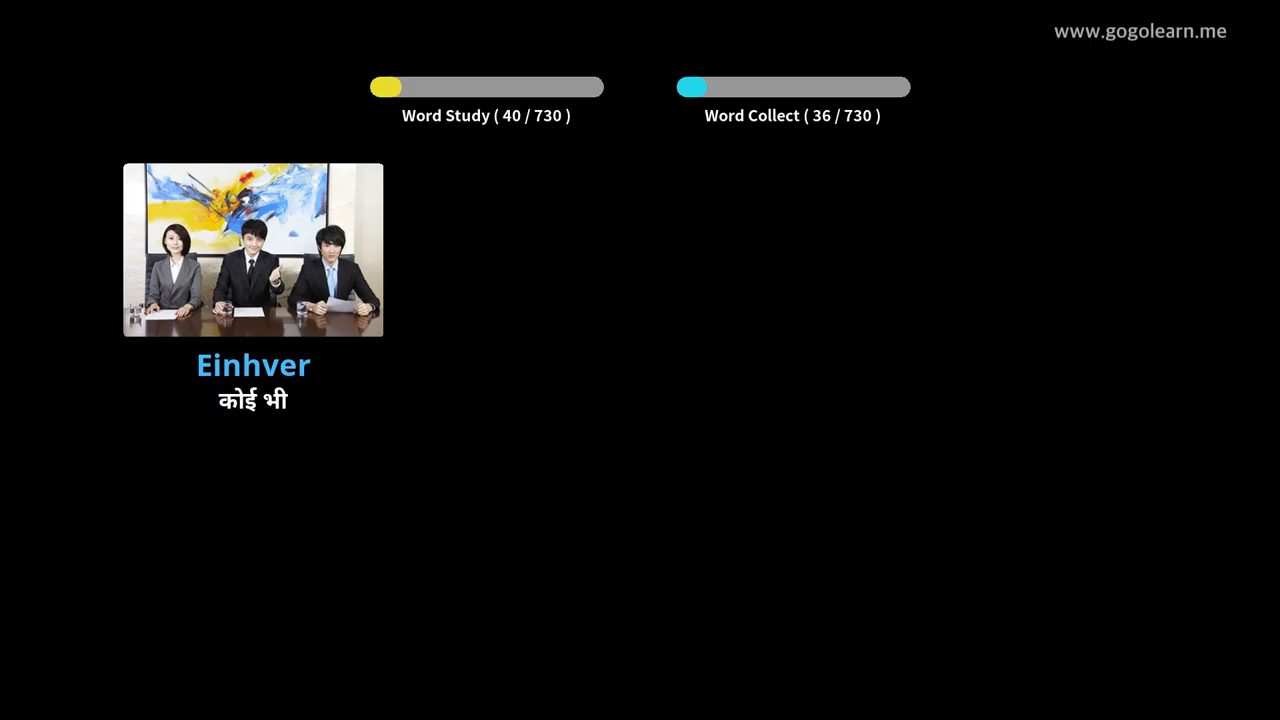 www.gogolearn.me
Word Study ( 40 / 730 )
Word Collect ( 36 / 730 )
Einhver
कोई भी